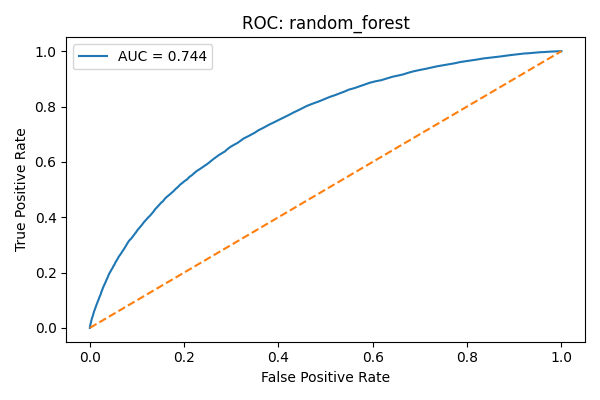 ROC: random_forest
AUC = 0.744
True Positive Rate
1.0
0.8
0.6
0.4
0.2
0.0
0.0 0.2 0.4 0.6 0.8 1.0
False Positive Rate